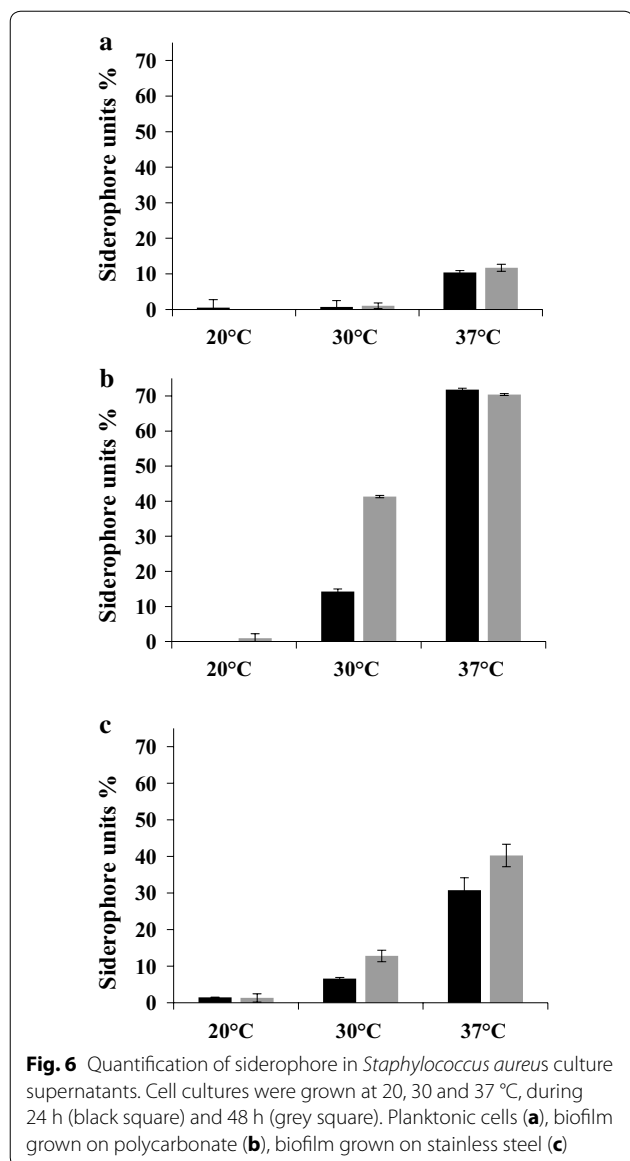 a
70
60
50
40
30
20
10
0
Siderophore units %
20°C 30°C 37°C
b
70
60
50
40
30
20
10
0
Siderophore units %
20°C 30°C 37°C
c
70
60
50
40
30
20
10
0
Siderophore units %
20°C 30°C 37°C
Fig. 6 Quantification of siderophore in Staphylococcus aureus culture
supernatants. Cell cultures were grown at 20, 30 and 37 °C, during
24 h (black square) and 48 h (grey square). Planktonic cells (a), biofilm
grown on polycarbonate (b), biofilm grown on stainless steel (c)